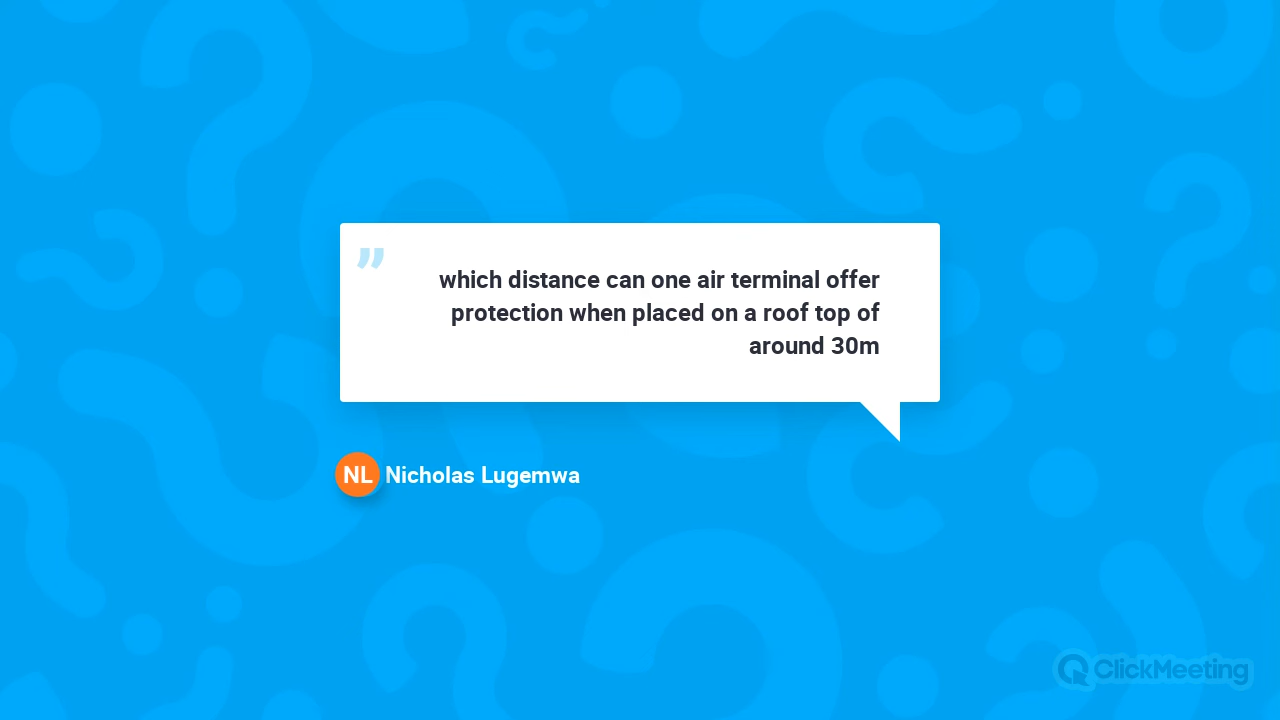 ”
which distance can one air terminal offer
protection when placed on a roof top of
around 30m
NL Nicholas Lugemwa
ClickMeeting